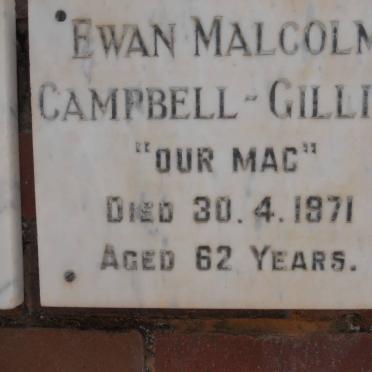 EWAN MALCOLM
CAMPBELL-GILLI
"OUR MAC"
DIED 30.4.1971
AGED 62 YEARS.